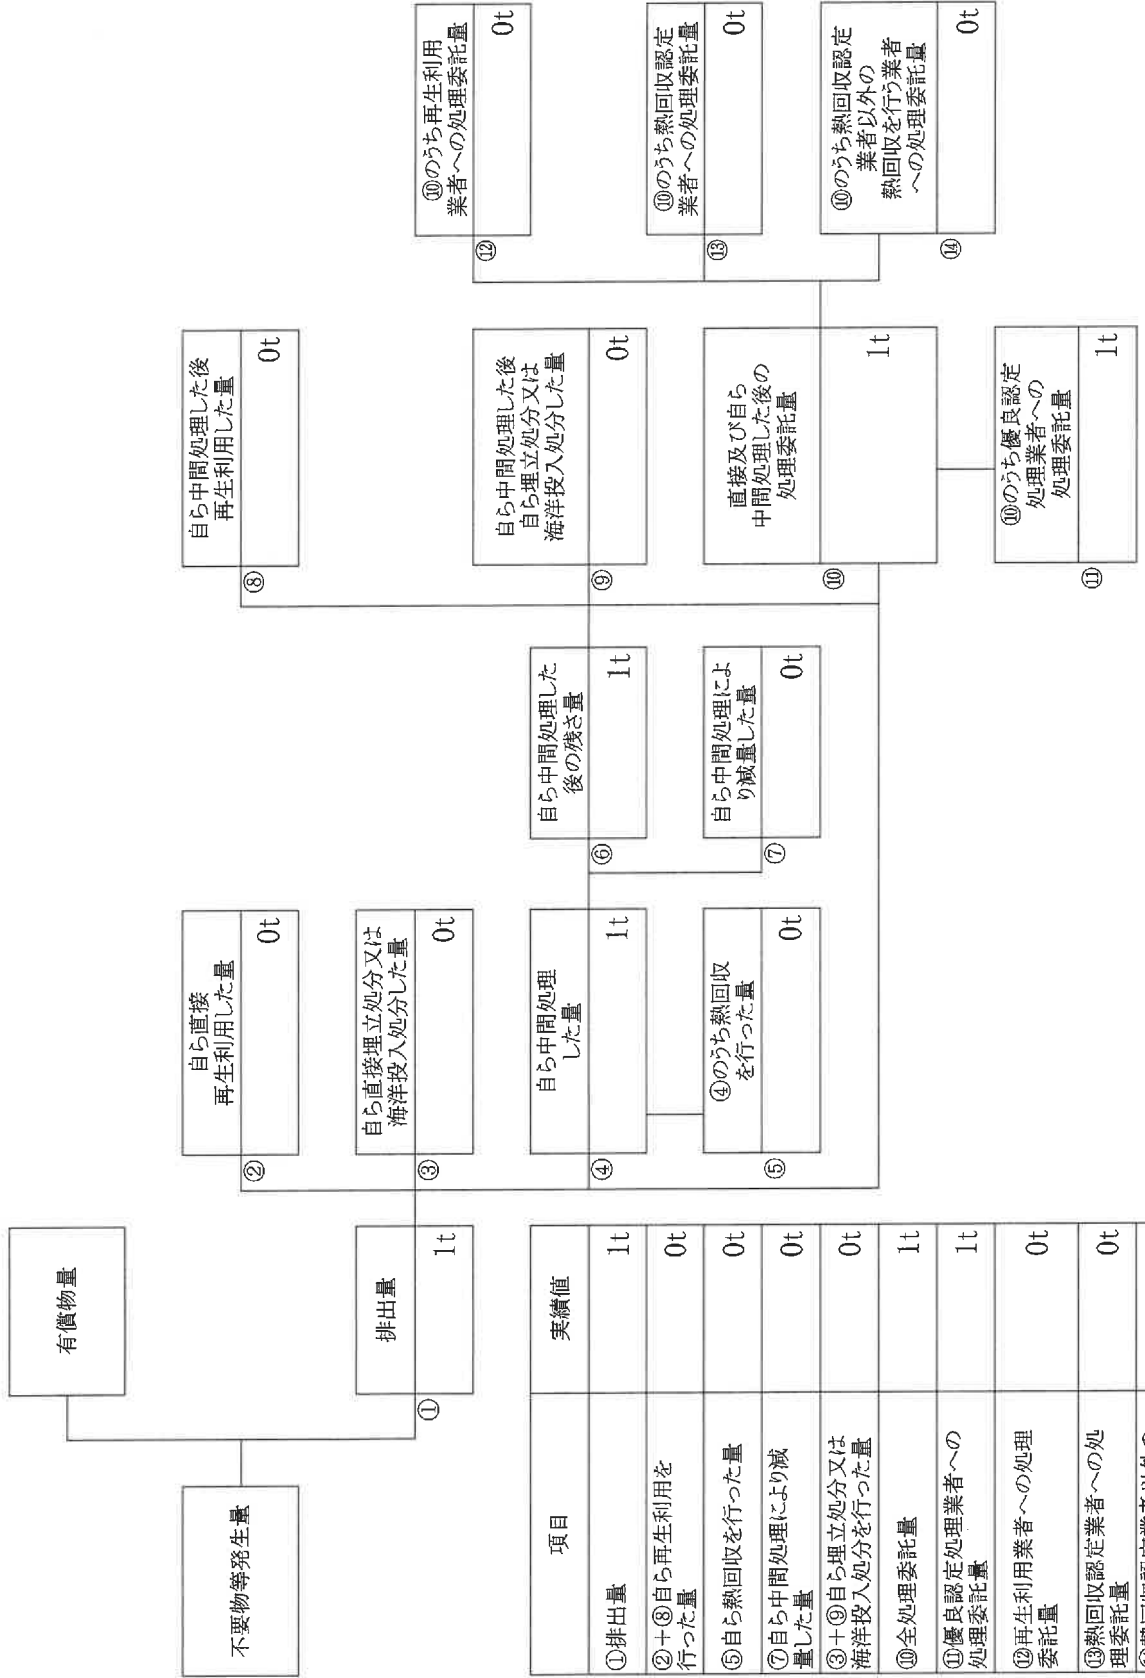 不要物等発生量
有償物量
①
排出量
1t
②
自ら直接
再生利用した量
0t
③
自ら直接埋立処分又は
海洋投入処分した量
0t
④
自ら中間処理
した量
1t
⑤
④のうち熱回収
を行った量
0t
⑥
自ら中間処理した
後の残さ量
1t
⑦
自ら中間処理によ
り減量した量
0t
⑧
自ら中間処理した後
再生利用した量
0t
⑨
自ら中間処理した後
自ら埋立処分又は
海洋投入処分した量
0t
⑩
直接及び自ら
中間処理した後の
処理委託量
1t
⑪
⑩のうち優良認定
処理業者への
処理委託量
1t
⑫
⑩のうち再生利用
業者への処理委託量
0t
⑬
⑩のうち熱回収認定
業者への処理委託量
0t
⑭
⑩のうち熱回収認定
業者以外の
熱回収を行う業者
への処理委託量
0t
項目
実績値
①排出量
1t
②+⑧自ら再生利用を
行った量
0t
⑤自ら熱回収を行った量
0t
⑦自ら中間処理により減
量した量
0t
③+⑨自ら埋立処分又は
海洋投入処分を行った量
0t
⑩全処理委託量
1t
⑪優良認定処理業者への
処理委託量
1t
⑫再生利用業者への処理
委託量
0t
⑬熱回収認定業者への処
理委託量
0t